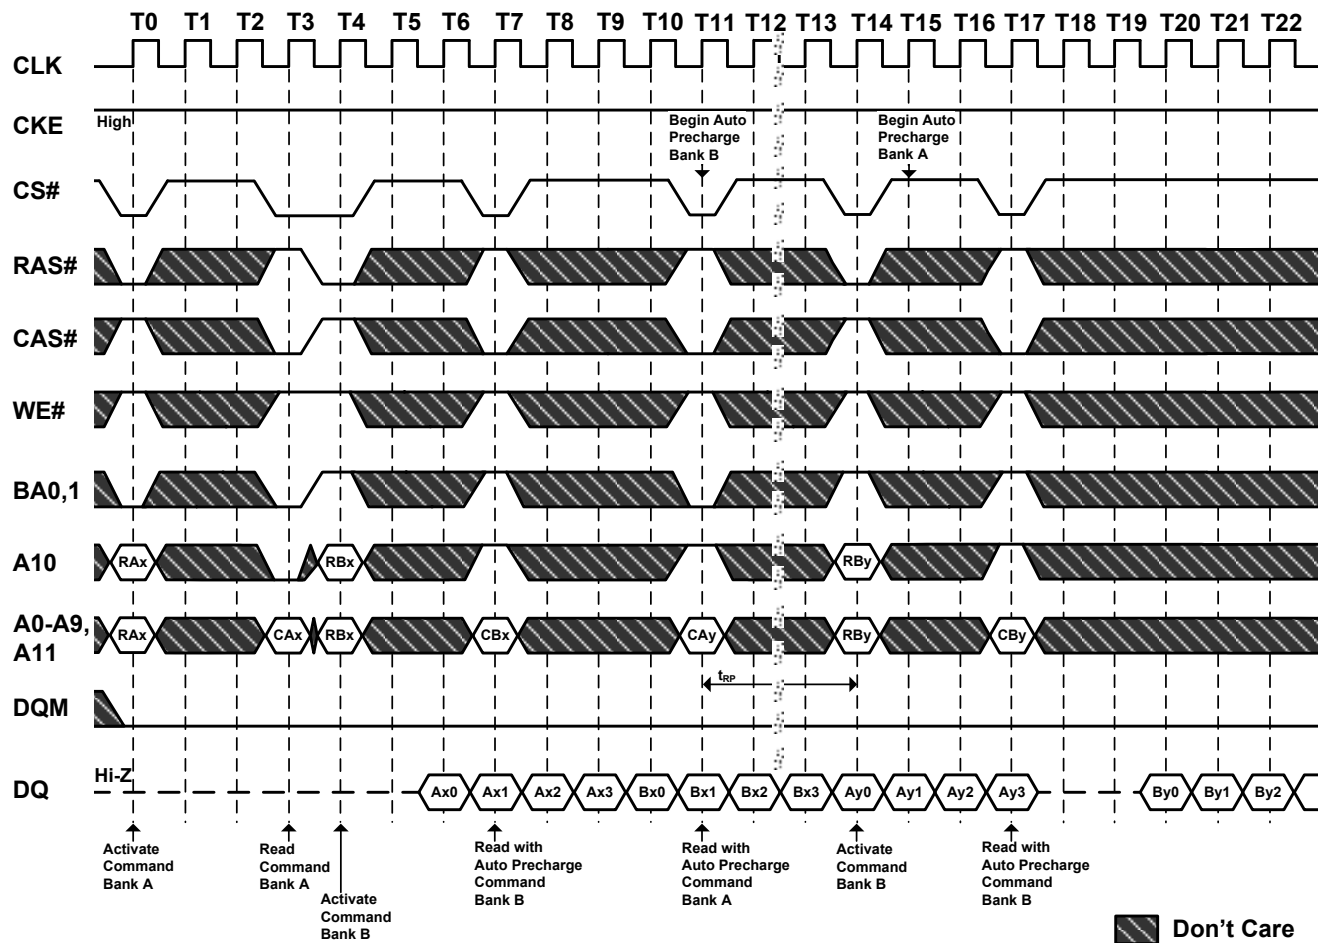 T0 T1 T2 T3 T4 T5 T6 T7 T8 T9 T10 T11 T12 T13 T14 T15 T16 T17 T18 T19 T20 T21 T22
CLK
CKE
High
Begin Auto
Precharge
Bank B
Begin Auto
Precharge
Bank A
CS#
RAS#
CAS#
WE#
BA0,1
A10
RAx RBx RBy
A0-A9,
A11
RAx CAx RBx CBx CAy RBy CBy
tRP
DQM
Hi-Z
DQ
Ax0 Ax1 Ax2 Ax3 Bx0 Bx1 Bx2 Bx3 Ay0 Ay1 Ay2 Ay3 By0 By1 By2
Activate
Command
Bank A
Read
Command
Bank A
Activate
Command
Bank B
Read with
Auto Precharge
Command
Bank B
Read with
Auto Precharge
Command
Bank A
Activate
Command
Bank B
Read with
Auto Precharge
Command
Bank B
Don't Care